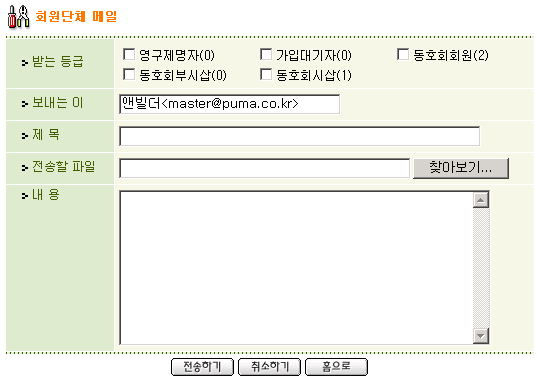 회원단체 메일
받는 등급
영구제명자(0) 가입대기자(0) 동호회회원(2)
동호회부시삽(0) 동호회시삽(1)
보내는 이 앤빌더<master@puma.co.kr>
제 목
전송할 파일 찾아보기...
내 용
전송하기 취소하기 홈으로